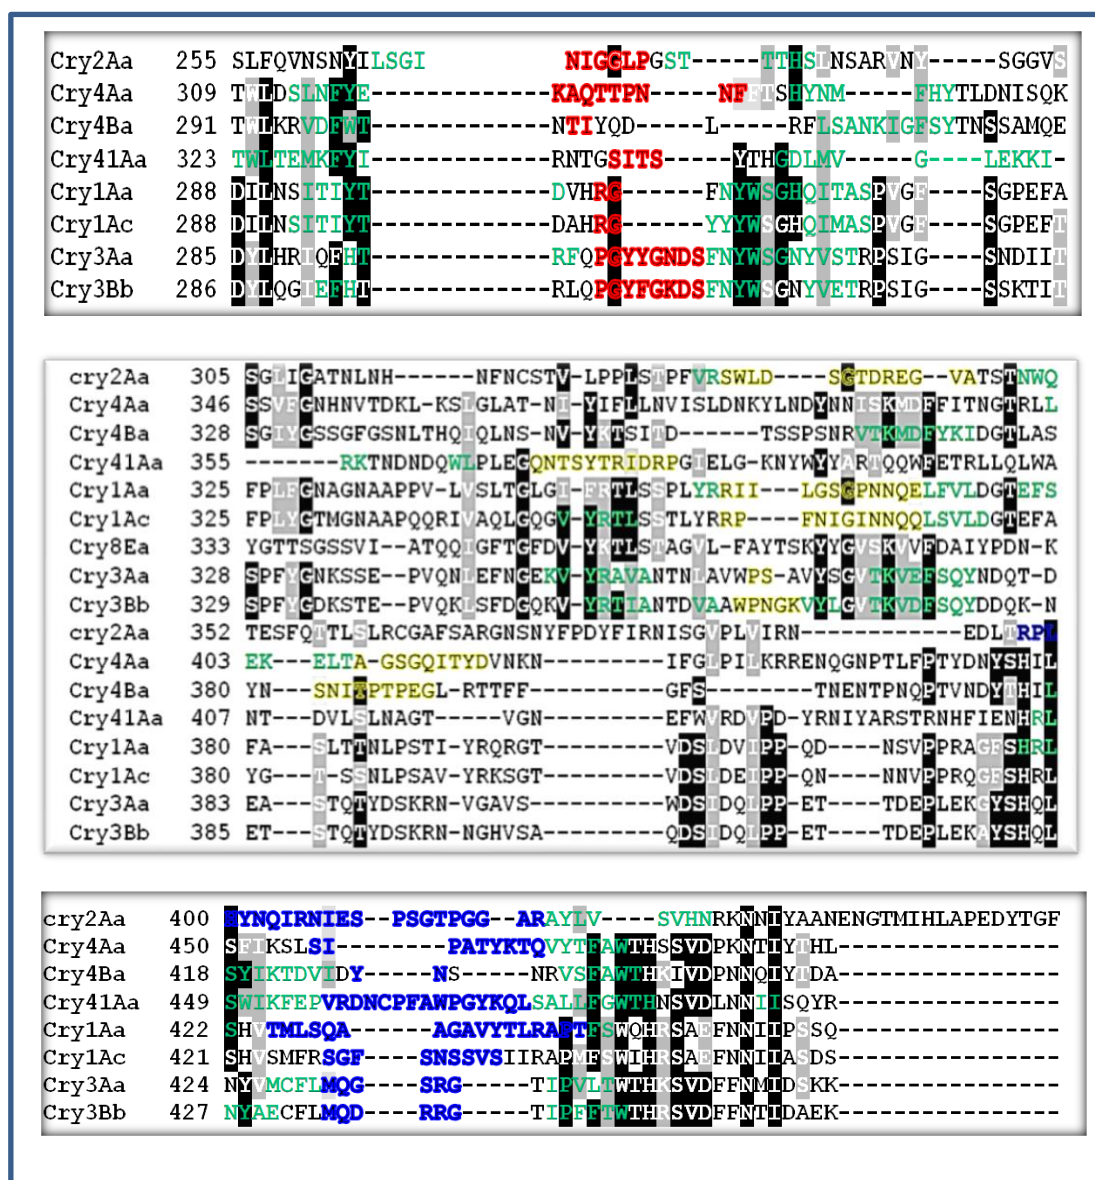 Cry2Aa 255 SLFQVNSNYILSGI NIGGLPGST-----TTHSLNSARVNY-----SGGVS
Cry4Aa 309 TWLDSLNFYE-------------KAQTTPN-----NFFTSHYNM-----FHYTLDNISQK
Cry4Ba 291 TWLKRVDFWT-------------NTIYQD----L-----RFLSANKIGFSYTNSSAMQE
Cry41Aa 323 TWLTEMKFYI-------------RNTGSITS-----YTHGDLMV-----G----LEKKI-
Cry1Aa 288 DILNSITIYT-------------DVHRG------FNYWSGHQITASPVGF----SGPEFA
Cry1Ac 288 DILNSITIYT-------------DAHRG------YYYWSGHQIMASPVGF----SGPEFT
Cry3Aa 285 DYLHRIQFHT-------------RFQPGYYGNDSFNYWSGNYVSTRPSIG----SNDIIT
Cry3Bb 286 DYLQGIEFHT-------------RLQPGYFGKDSFNYWSGNYVETRPSIG----SSKTIT
cry2Aa 305 SGLIGATNLNH------NFNCSTV-LPPLSTPFVRSWLD----SGTDREG--VATSTNWQ
Cry4Aa 346 SSVFGNHNVTDKL-KSLGLAT-NI-YIFLLNVISLDNKYLNDYNNISKMDFFITNGTRLL
Cry4Ba 328 SGIYGSSGFGSNLTHQIQLNS-NV-YKTSITD------TSSPSNRVTKMDFYKIDGTLAS
Cry41Aa 355 -------RKTNDNDQWLPLEGQNTSYTRIDRPGIELG-KNYWYYARTQQWFETRLLQLWA
Cry1Aa 325 FPLFGNAGNAAPPV-LVSLTGLGI-FRTLSSPLYRRII---LGSGPNNQELFVLDGTEFS
Cry1Ac 325 FPLYGTMGNAAPQQRIVAQLGQGV-YRTLSSTLYRRP----FNIGINNQQLSVLDGTEFA
Cry8Ea 333 YGTTSGSSVI--ATQQIGFTGFDV-YKTLSTAGVL-FAYTSKYYGVSKVVFDAIYPDN-K
Cry3Aa 328 SPFYGNKSSE--PVQNLEFNGEKV-YRAVANTNLAVWPS-AVYSGVTKVEFSQYNDQT-D
Cry3Bb 329 SPFYGDKSTE--PVQKLSFDGQKV-YRTIANTDVAAWPNGKVYLGVTKVDFSQYDDQK-N
cry2Aa 352 TESFQTTLSLRCGAFSARGNSNYFPDYFIRNISGVPLVIRN------------EDLTRPL
Cry4Aa 403 EK---ELTA-GSGQITYDVNKN---------IFGLPILKRRENQGNPTLFPTYDNYSHIL
Cry4Ba 380 YN---SNITPTPEGL-RTTFF----------GFS--------TNENTPNQPTVNDYTHIL
Cry41Aa 407 NT---DVLSLNAGT-----VGN---------EFWVRDVPD-YRNIYARSTRNHFIENHRL
Cry1Aa 380 FA---SLTTNLPSTI-YRQRGT---------VDSLDVIPP-QD---NSVPPRAGFSHRL
Cry1Ac 380 YG---T-SSNLPSAV-YRKSGT---------VDSLDEIPP-QN---NNVPPRQGFSHRL
Cry3Aa 383 EA---STQTYDSKRN-VGAVS----------WDSIDQLPP-ET---TDEPLEKGYSHQL
Cry3Bb 385 ET---STQTYDSKRN-NGHVSA---------QDSIDQLPP-ET---TDEPLEKAYSHQL
cry2Aa 400 HYNQIRNIES--PSGTPGG--ARAYLV----SVHNRKNNIYAANENGTMIHLAPEDYTGF
Cry4Aa 450 SFIKSLSI--------PATYKTQVYTFAWTHSSVDPKNTIYTHL----------------
Cry4Ba 418 SYIKTDVIDY-----NS----NRVSFAWTHKIVDPNNQIYTDA----------------
Cry41Aa 449 SWIKFEPVRDNCPFAWPGYKQLSALLFGWTHNSVDLNNIISQYR----------------
Cry1Aa 422 SHVTMLSQA------AGAVYTLRAPTFSWQHRSAEFNNIIPSSQ----------------
Cry1Ac 421 SHVSMFRSGF----SNSSVSIIRAPMFSWIHRSAEFNNIIASDS----------------
Cry3Aa 424 NYVMCFLMQG----SRG-----TIPVLTWTHKSVDFFNMIDSKK----------------
Cry3Bb 427 NYAECFLMQD----RRG-----TIPFFTWTHRSVDFFNTIDAEK----------------